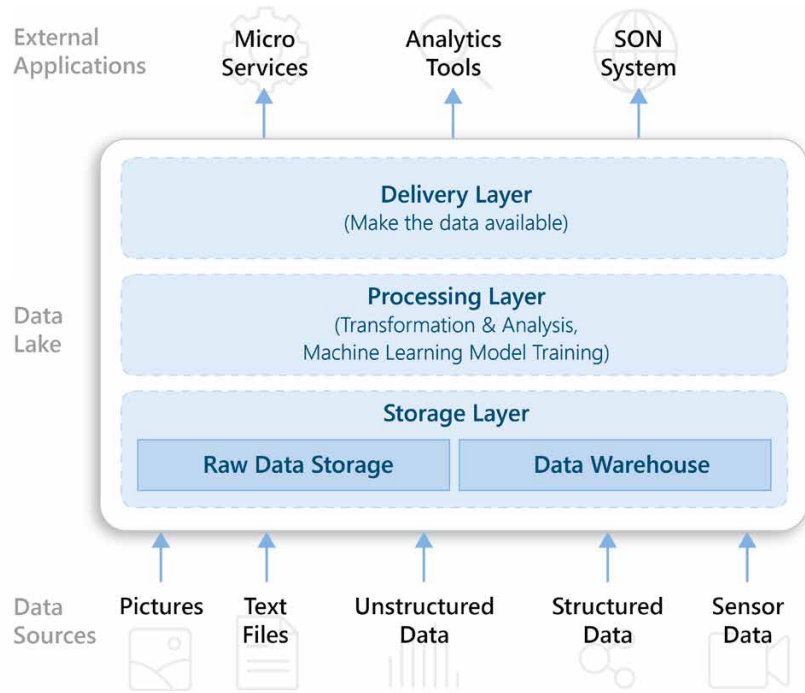 External
Applications
Micro
Services
Analytics
Tools
SON
System
Delivery Layer
(Make the data available)
Data
Lake
Processing Layer
(Transformation & Analysis,
Machine Learning Model Training)
Storage Layer
Raw Data Storage
Data Warehouse
Data
Sources
Pictures
Text
Files
Unstructured
Data
Structured
Data
Sensor
Data